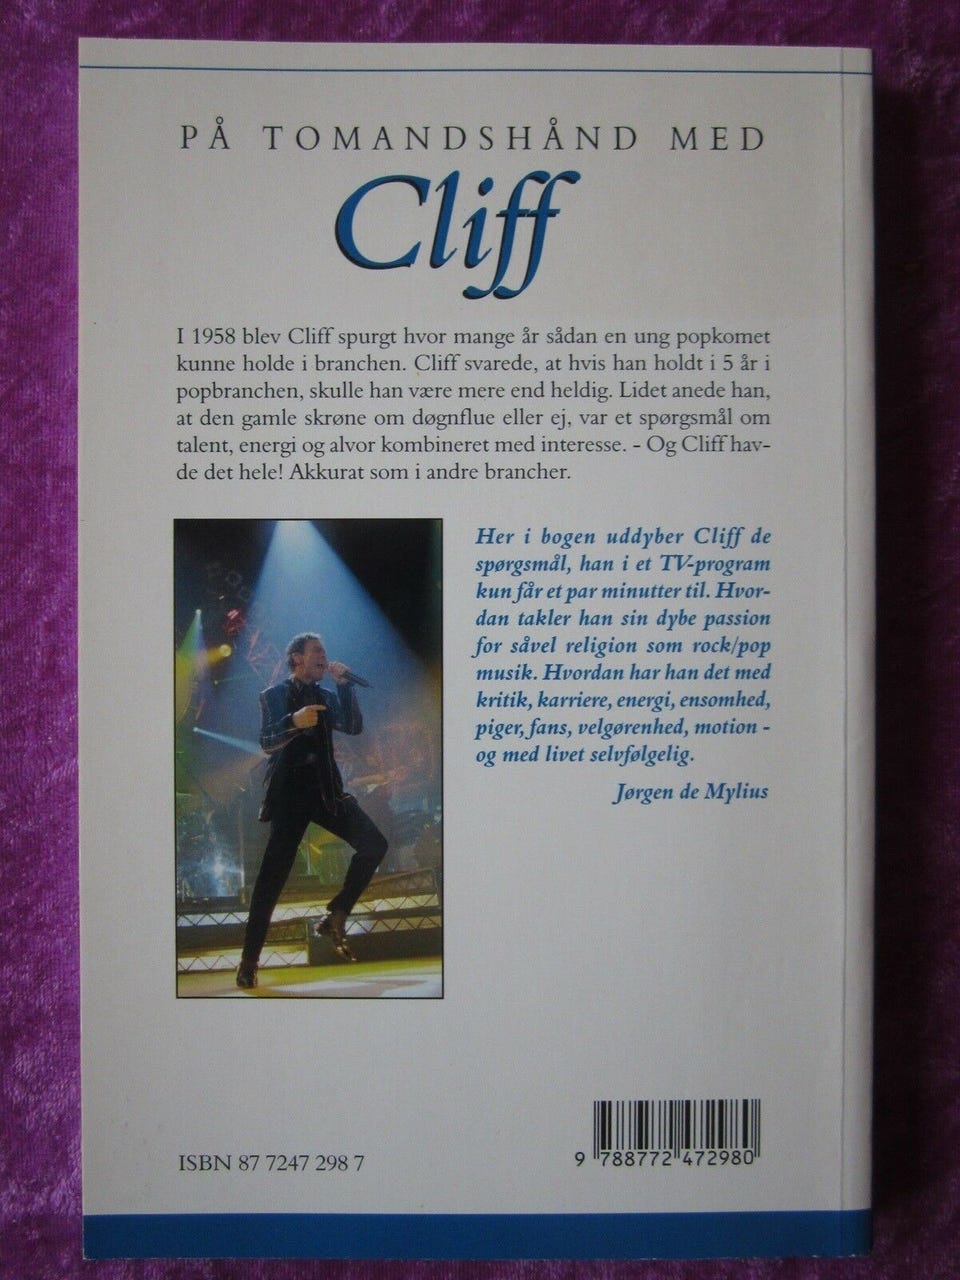 PÅ TOMANDSHÅND MED
Cliff
I 1958 blev Cliff spurgt hvor mange år sådan en ung popkomet
kunne holde i branchen. Cliff svarede, at hvis han holdt i 5 år i
popbranchen, skulle han være mere end heldig. Lidet anede han,
at den gamle skrøne om døgnflue eller ej, var et spørgsmål om
talent, energi og alvor kombineret med interesse. - Og Cliff hav-
de det hele! Akkurat som i andre brancher.
Her i bogen uddyber Cliff de
spørgsmål, han i et TV-program
kun får et par minutter til. Hvor-
dan takler han sin dybe passion
for såvel religion som rock/pop
musik. Hvordan har han det med
kritik, karriere, energi, ensomhed,
piger, fans, velgørenhed, motion -
og med livet selvfølgelig.
Jørgen de Mylius
ISBN 87 7247 298 7
9 788772 472980